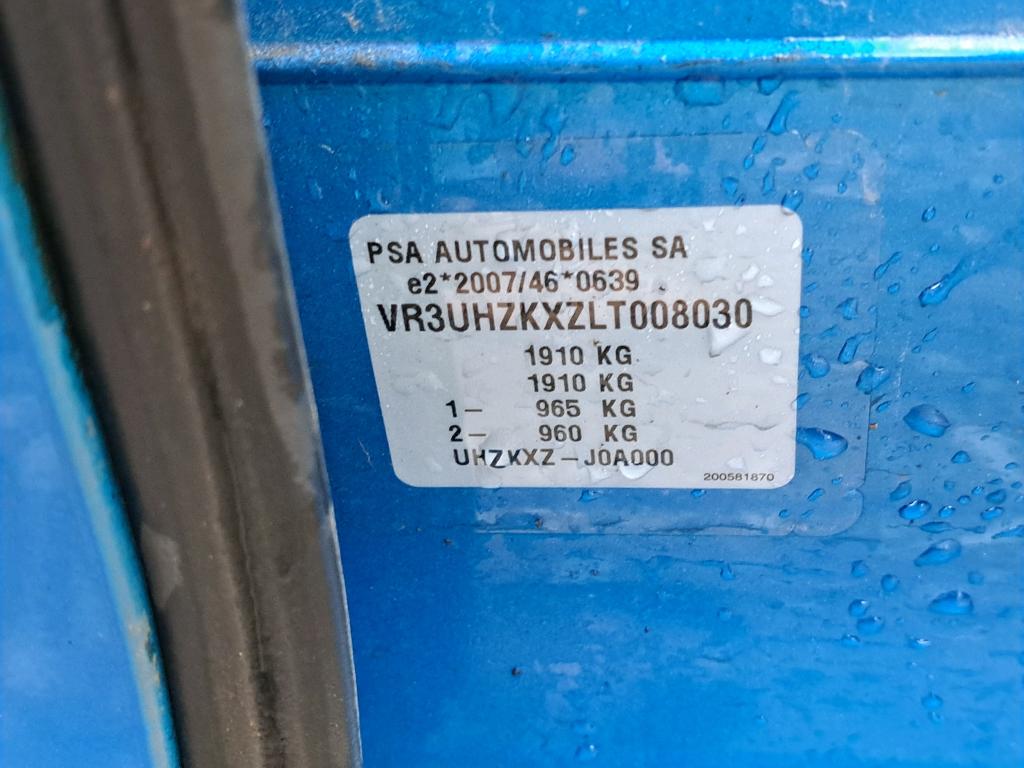 PSA AUTOMOBILES SA
e2*2007/46*0639
VR3UHZKXZLT008030
1910 KG
1910 KG
1– 965 KG
2– 960 KG
UHZKXZ–J0A000
200581870